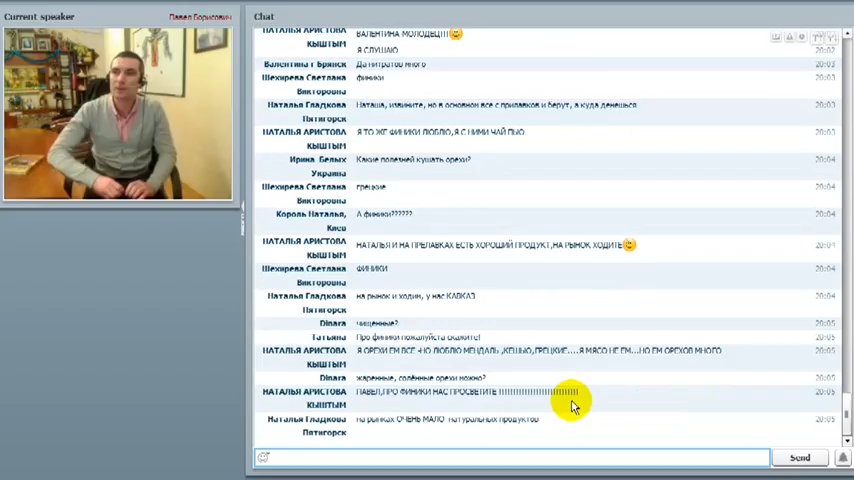 Current speaker
Павел Борисович
Chat
НАТАЛЬЯ АРИСТОВА
КЫШТЫМ
ВАЛЕНТИНА МОЛОДЕЦ!!!
Я СЛУШАЮ
20:02
Валентина г Брянск
Да нитратов много
20:03
Шехирева Светлана
Викторовна
финики
20:03
Наталья Гладкова
Пятигорск
Наташа, извините, но в основном все с прилавков и берут, а куда денешься
20:03
НАТАЛЬЯ АРИСТОВА
КЫШТЫМ
Я ТО ЖЕ ФИНИКИ ЛЮБЛЮ,Я С НИМИ ЧАЙ ПЬЮ
20:03
Ирина Белых
Украина
Какие полезней кушать орехи?
20:04
Шехирева Светлана
Викторовна
грецкие
20:04
Король Наталья,
Киев
А финики??????
20:04
НАТАЛЬЯ АРИСТОВА
КЫШТЫМ
НАТАЛЬЯ И НА ПРЕЛАВКАХ ЕСТЬ ХОРОШИЙ ПРОДУКТ,НА РЫНОК ХОДИТЕ
20:04
Шехирева Светлана
Викторовна
ФИНИКИ
20:04
Наталья Гладкова
Пятигорск
на рынок и ходим, у нас КАВКАЗ
20:04
Dinara
чищенные?
20:05
Татьяна
Про финики пожалуйста скажите!
20:05
НАТАЛЬЯ АРИСТОВА
КЫШТЫМ
Я ОРЕХИ ЕМ ВСЕ -НО ЛЮБЛЮ МЕНДАЛЬ ,КЕШЬЮ,ГРЕЦКИЕ....Я МЯСО НЕ ЕМ...НО ЕМ ОРЕХОВ МНОГО
20:05
Dinara
жаренные, солённые орехи можно?
20:05
НАТАЛЬЯ АРИСТОВА
КЫШТЫМ
ПАВЕЛ,ПРО ФИНИКИ НАС ПРОСВЕТИТЕ !!!!!!!!!!!!!!!!!!!!!!!!!!!!
20:05
Наталья Гладкова
Пятигорск
на рынках ОЧЕНЬ МАЛО натуральных продуктов
20:05
Send